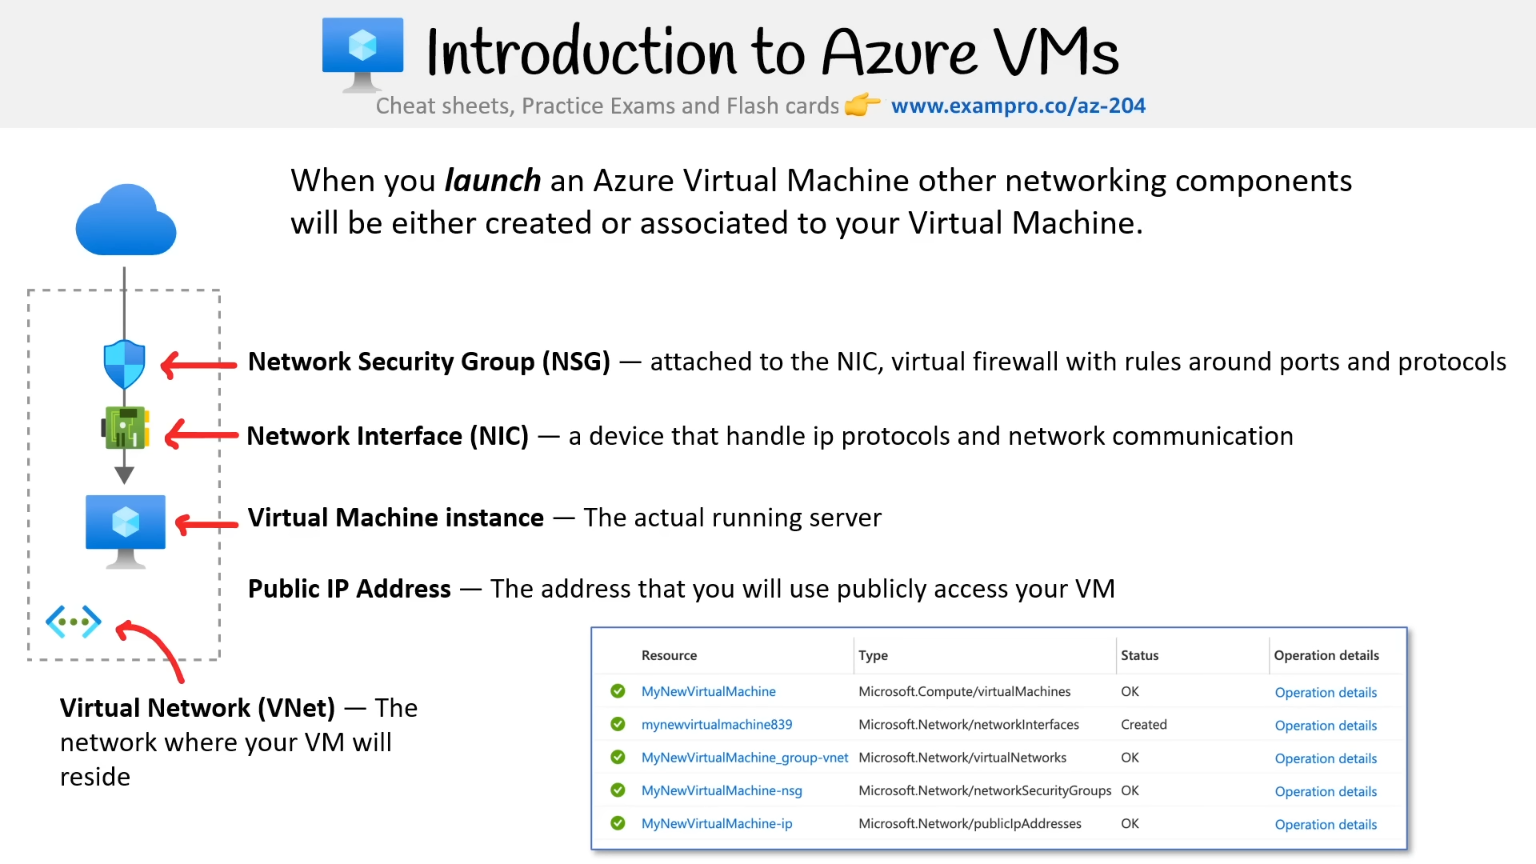 Introduction to Azure VMs
Cheat sheets, Practice Exams and Flash cards 👉 www.exampro.co/az-204
When you launch an Azure Virtual Machine other networking components
will be either created or associated to your Virtual Machine.
Network Security Group (NSG) — attached to the NIC, virtual firewall with rules around ports and protocols
Network Interface (NIC) — a device that handle ip protocols and network communication
Virtual Machine instance — The actual running server
Public IP Address — The address that you will use publicly access your VM
Virtual Network (VNet) — The
network where your VM will
reside
Resource Type Status Operation details
MyNewVirtualMachine Microsoft.Compute/virtualMachines OK Operation details
mynewvirtualmachine839 Microsoft.Network/networkInterfaces Created Operation details
MyNewVirtualMachine_group-vnet Microsoft.Network/virtualNetworks OK Operation details
MyNewVirtualMachine-nsg Microsoft.Network/networkSecurityGroups OK Operation details
MyNewVirtualMachine-ip Microsoft.Network/publicIpAddresses OK Operation details